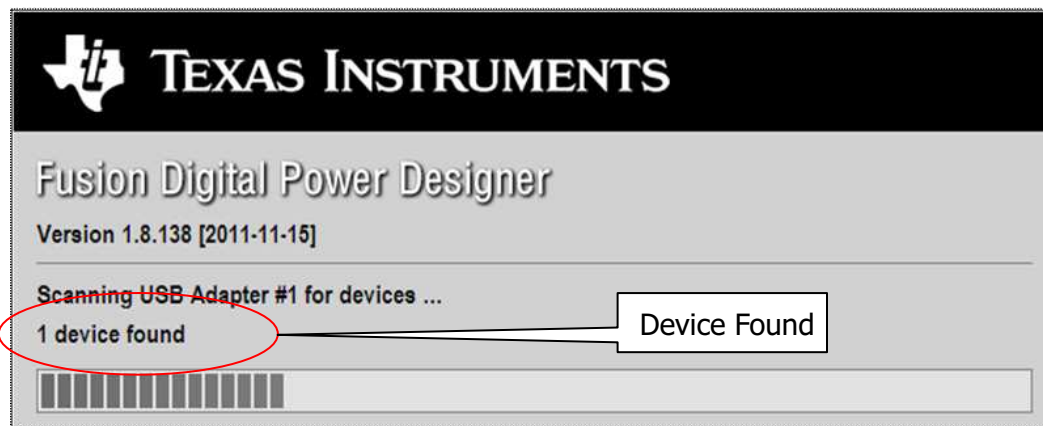 TEXAS INSTRUMENTS
Fusion Digital Power Designer
Version 1.8.138 [2011-11-15]
Scanning USB Adapter #1 for devices ...
1 device found
Device Found